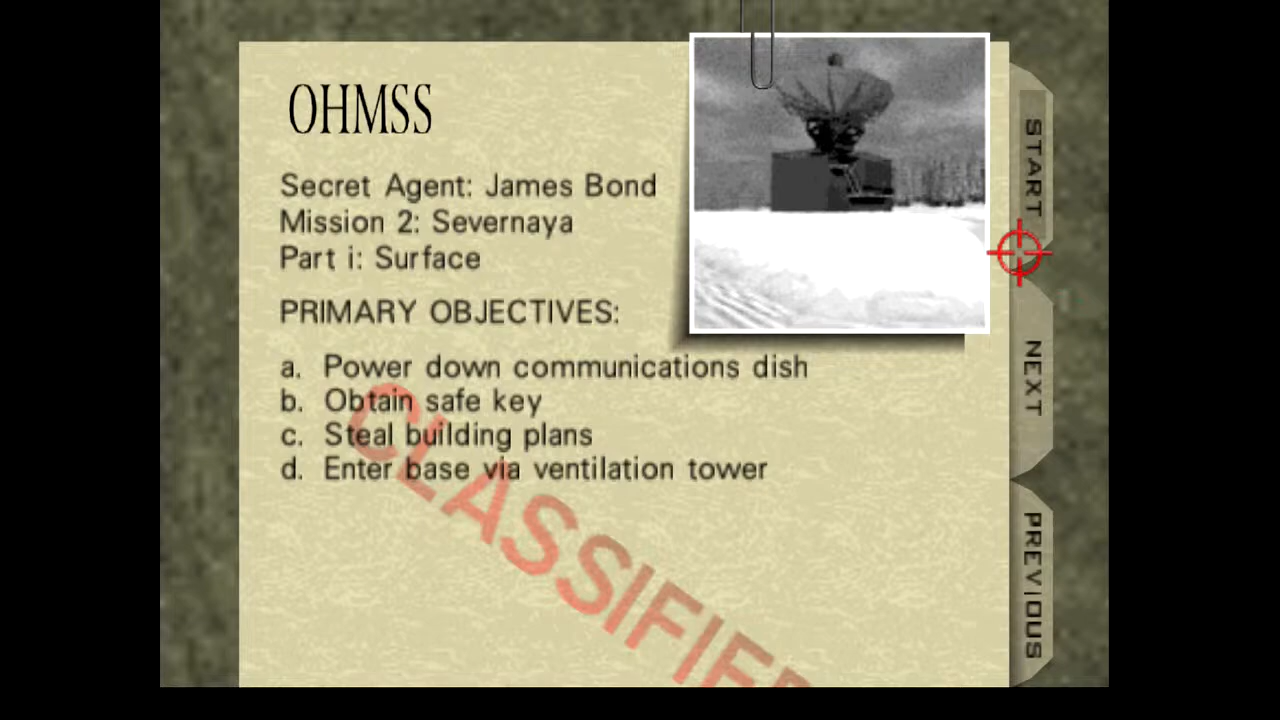 OHMSS
Secret Agent: James Bond
Mission 2: Severnaya
Part i: Surface
PRIMARY OBJECTIVES:
a. Power down communications dish
b. Obtain safe key
c. Steal building plans
d. Enter base via ventilation tower
CLASSIFIE
START
NEXT
PREVIOUS